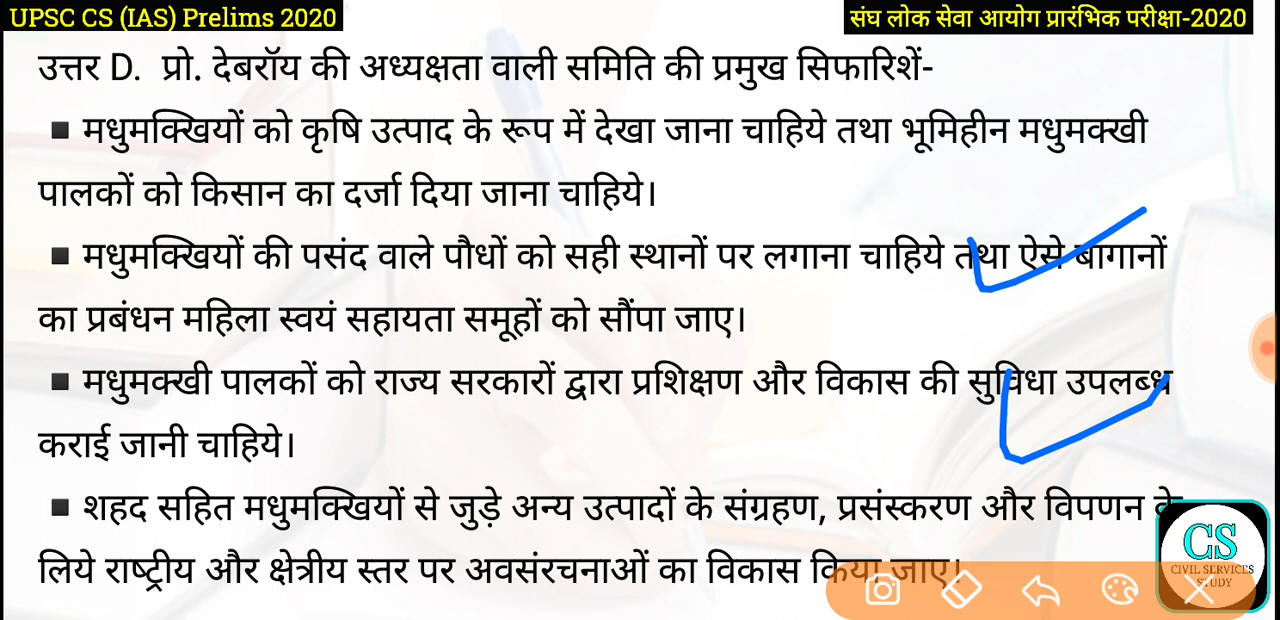 UPSC CS (IAS) Prelims 2020
संघ लोक सेवा आयोग प्रारंभिक परीक्षा-2020
उत्तर D. प्रो. देबरॉय की अध्यक्षता वाली समिति की प्रमुख सिफारिशें-
▪ मधुमक्खियों को कृषि उत्पाद के रूप में देखा जाना चाहिये तथा भूमिहीन मधुमक्खी
पालकों को किसान का दर्जा दिया जाना चाहिये।
▪ मधुमक्खियों की पसंद वाले पौधों को सही स्थानों पर लगाना चाहिये तथा ऐसे बागानों
का प्रबंधन महिला स्वयं सहायता समूहों को सौंपा जाए।
▪ मधुमक्खी पालकों को राज्य सरकारों द्वारा प्रशिक्षण और विकास की सुविधा उपलब्ध
कराई जानी चाहिये।
▪ शहद सहित मधुमक्खियों से जुड़े अन्य उत्पादों के संग्रहण, प्रसंस्करण और विपणन के
लिये राष्ट्रीय और क्षेत्रीय स्तर पर अवसंरचनाओं का विकास किया जाए।
CS
CIVIL SERVICES
STUDY